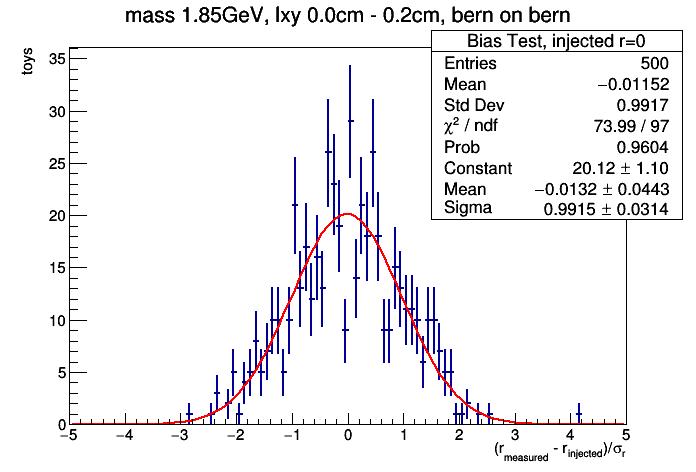 mass 1.85GeV, lxy 0.0cm - 0.2cm, bern on bern
toys
Bias Test, injected r=0
Entries 500
Mean −0.01152
Std Dev 0.9917
χ² / ndf 73.99 / 97
Prob 0.9604
Constant 20.12 ± 1.10
Mean −0.0132 ± 0.0443
Sigma 0.9915 ± 0.0314
35
30
25
20
15
10
5
0
−5 −4 −3 −2 −1 0 1 2 3 4 5
(r_measured - r_injected)/σ_r